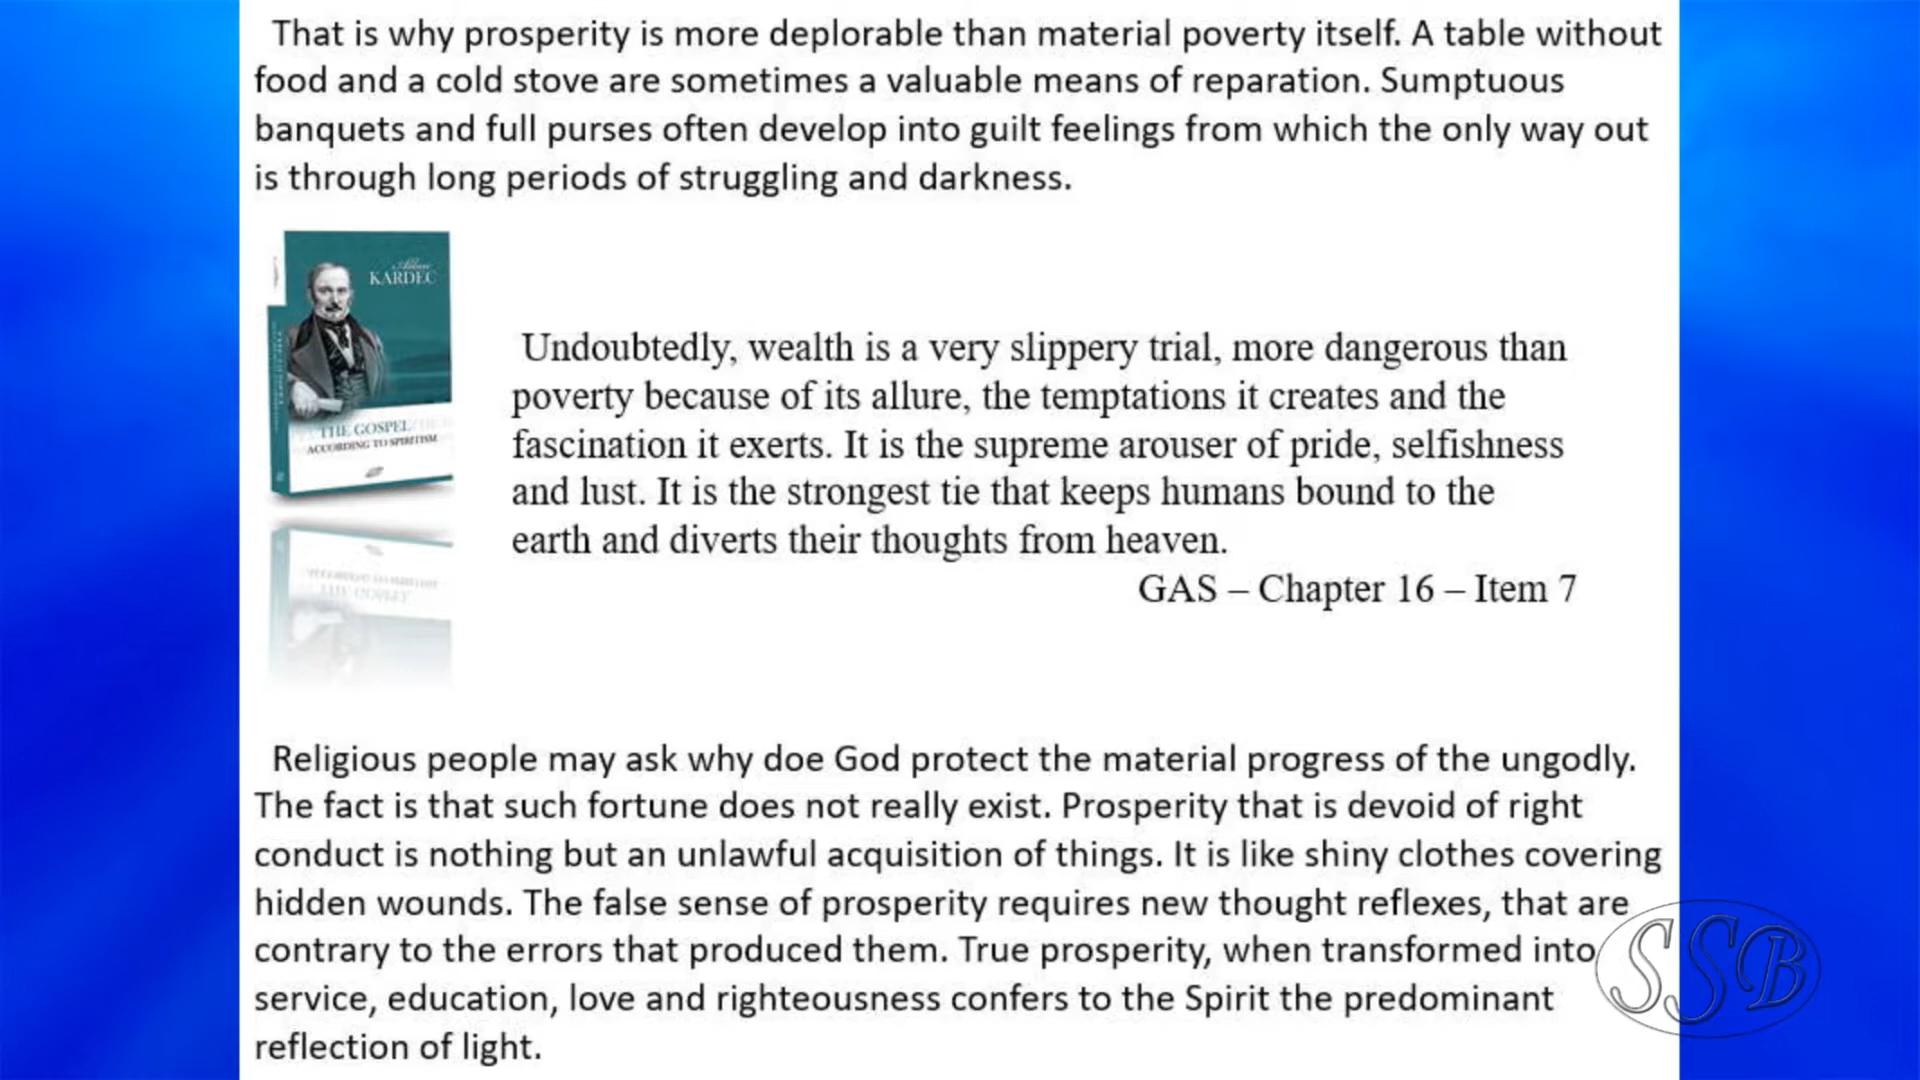 That is why prosperity is more deplorable than material poverty itself. A table without
food and a cold stove are sometimes a valuable means of reparation. Sumptuous
banquets and full purses often develop into guilt feelings from which the only way out
is through long periods of struggling and darkness.
Allan
KARDEC
THE GOSPEL
ACCORDING TO SPIRITISM
Undoubtedly, wealth is a very slippery trial, more dangerous than
poverty because of its allure, the temptations it creates and the
fascination it exerts. It is the supreme arouser of pride, selfishness
and lust. It is the strongest tie that keeps humans bound to the
earth and diverts their thoughts from heaven.
GAS – Chapter 16 – Item 7
Religious people may ask why doe God protect the material progress of the ungodly.
The fact is that such fortune does not really exist. Prosperity that is devoid of right
conduct is nothing but an unlawful acquisition of things. It is like shiny clothes covering
hidden wounds. The false sense of prosperity requires new thought reflexes, that are
contrary to the errors that produced them. True prosperity, when transformed into
service, education, love and righteousness confers to the Spirit the predominant
reflection of light.
SSB